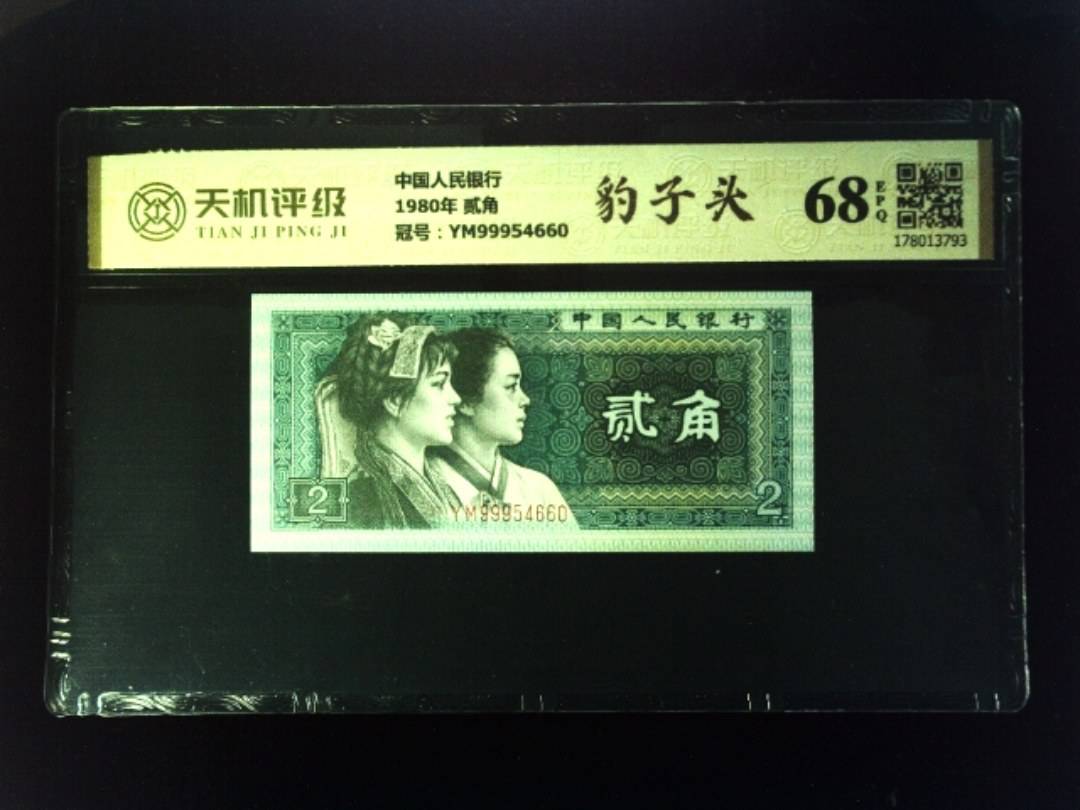 天机评级
TIAN JI PING JI
中国人民银行
1980年 贰角
冠号：YM99954660
豹子头
68
EPQ
178013793
中国人民银行
贰角
2
YM99954660
2